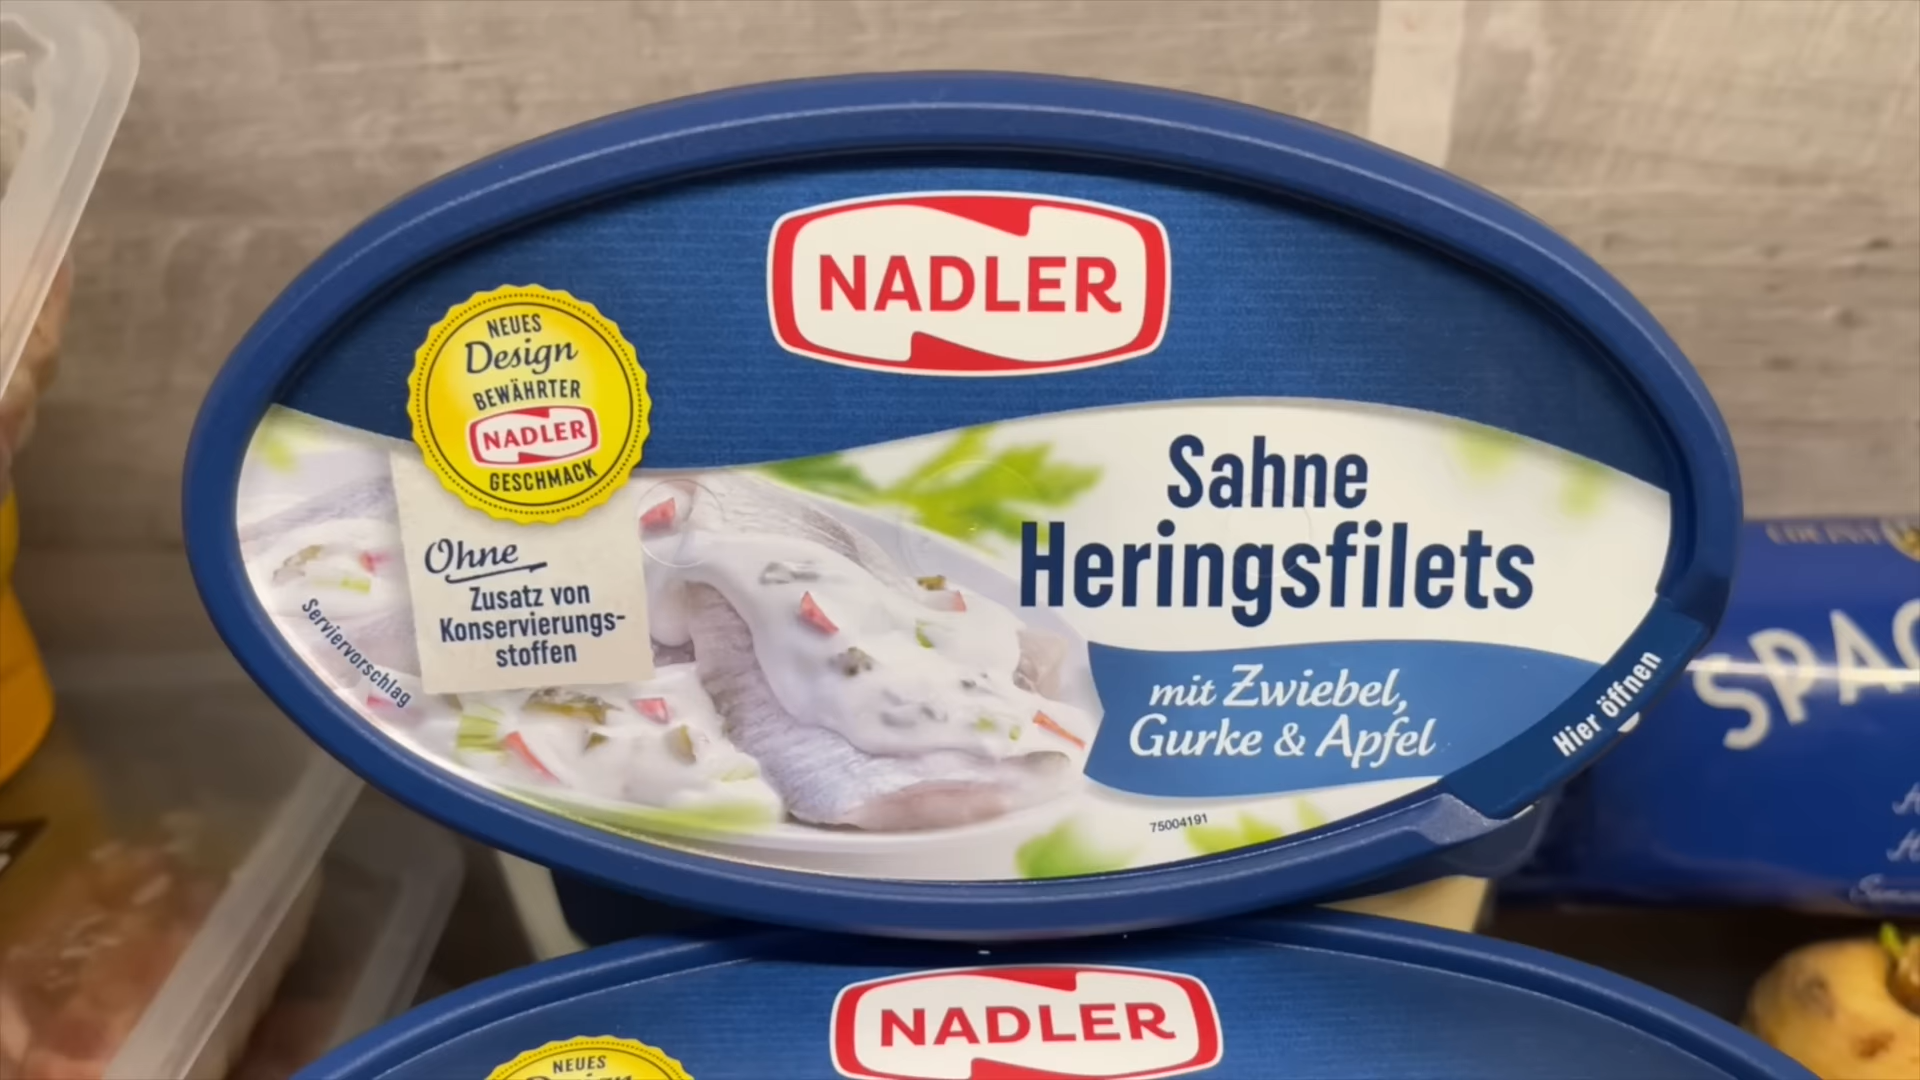 NADLER
NEUES
Design
BEWÄHRTER
NADLER
GESCHMACK
Ohne
Zusatz von
Konservierungs-
stoffen
Serviervorschlag
Sahne
Heringsfilets
mit Zwiebel,
Gurke & Apfel
Hier öffnen
75004191
NADLER
NEUES